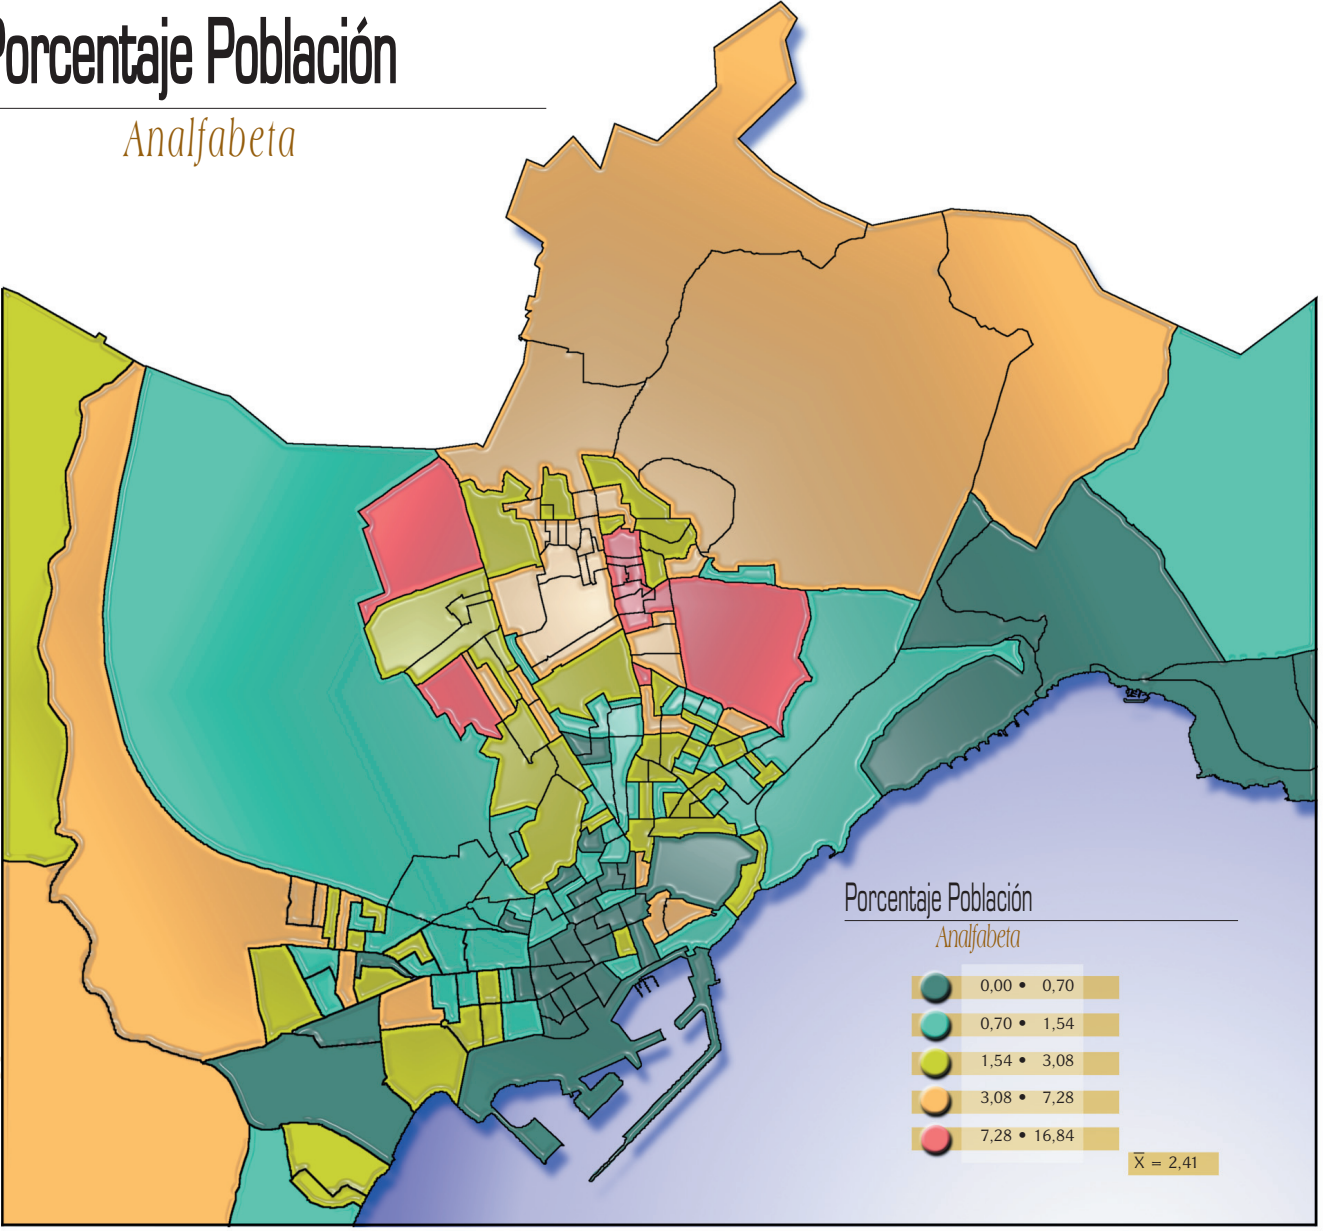 Porcentaje Población
Analfabeta
Porcentaje Población
Analfabeta
0,00 • 0,70
0,70 • 1,54
1,54 • 3,08
3,08 • 7,28
7,28 • 16,84
X̅ = 2,41